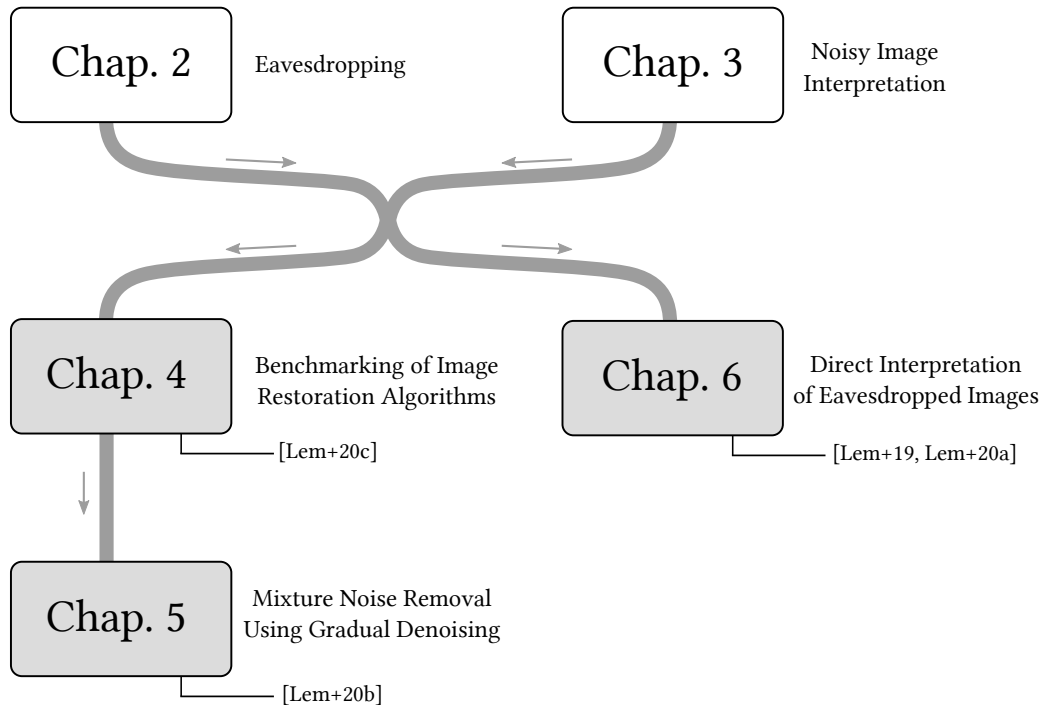 Chap. 2
Eavesdropping
Chap. 3
Noisy Image
Interpretation
Chap. 4
Benchmarking of Image
Restoration Algorithms
[Lem+20c]
Chap. 6
Direct Interpretation
of Eavesdropped Images
[Lem+19, Lem+20a]
Chap. 5
Mixture Noise Removal
Using Gradual Denoising
[Lem+20b]